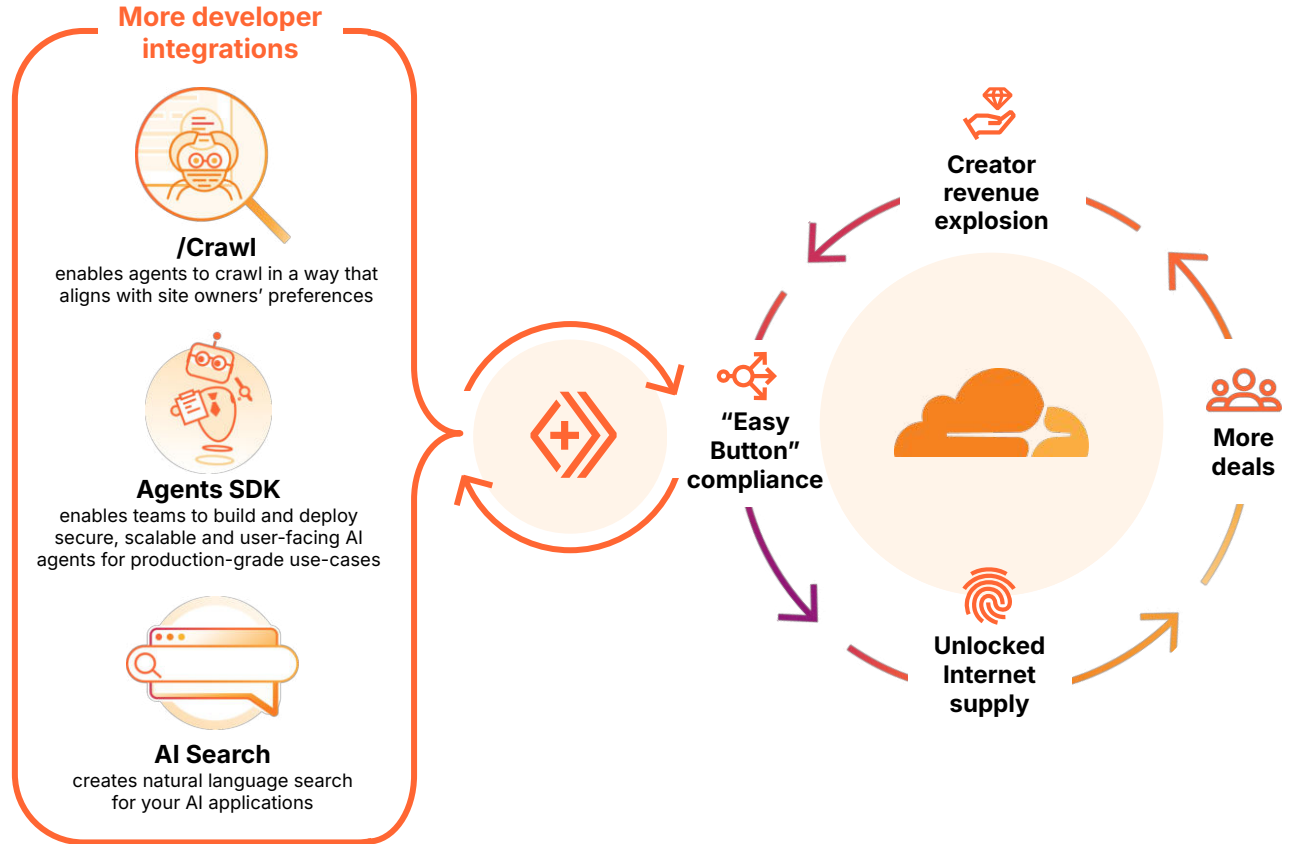 More developer
integrations
/Crawl
enables agents to crawl in a way that
aligns with site owners’ preferences
Agents SDK
enables teams to build and deploy
secure, scalable and user-facing AI
agents for production-grade use-cases
AI Search
creates natural language search
for your AI applications
Creator
revenue
explosion
“Easy
Button”
compliance
More
deals
Unlocked
Internet
supply